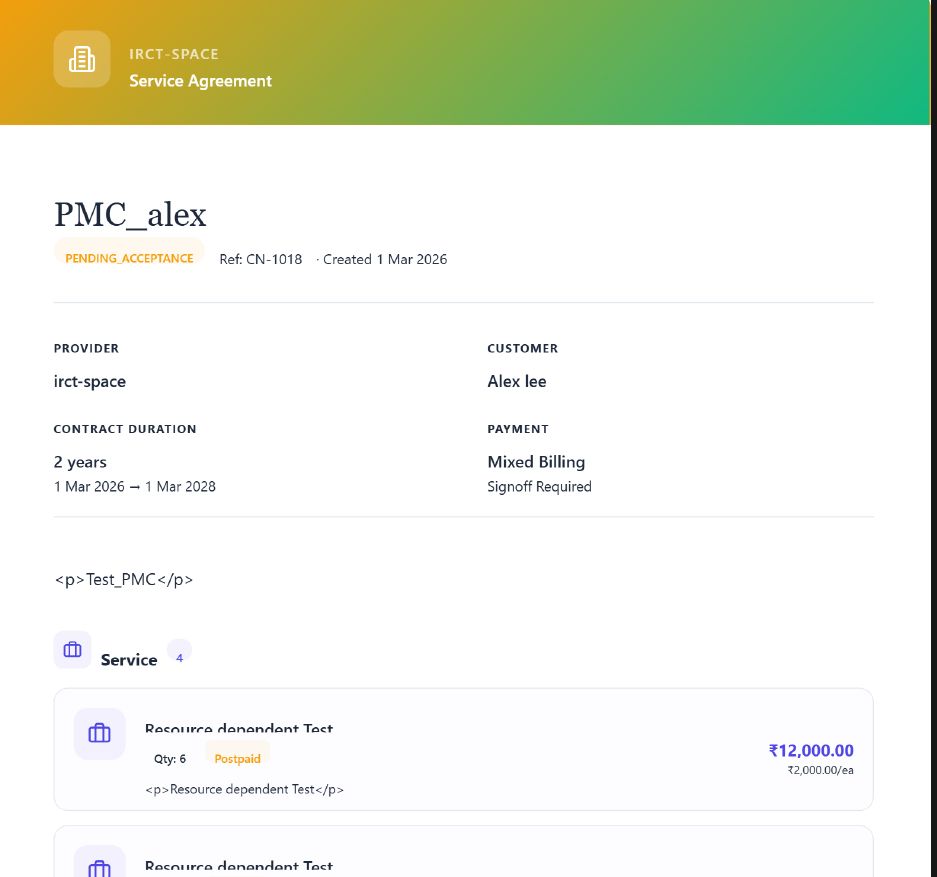 IRCT-SPACE
Service Agreement
PMC_alex
PENDING_ACCEPTANCE Ref: CN-1018 · Created 1 Mar 2026
PROVIDER
irct-space
CUSTOMER
Alex lee
CONTRACT DURATION
2 years
1 Mar 2026 → 1 Mar 2028
PAYMENT
Mixed Billing
Signoff Required
<p>Test_PMC</p>
Service 4
Resource dependent Test
Qty: 6 Postpaid
<p>Resource dependent Test</p>
₹12,000.00
₹2,000.00/ea
Resource dependent Test